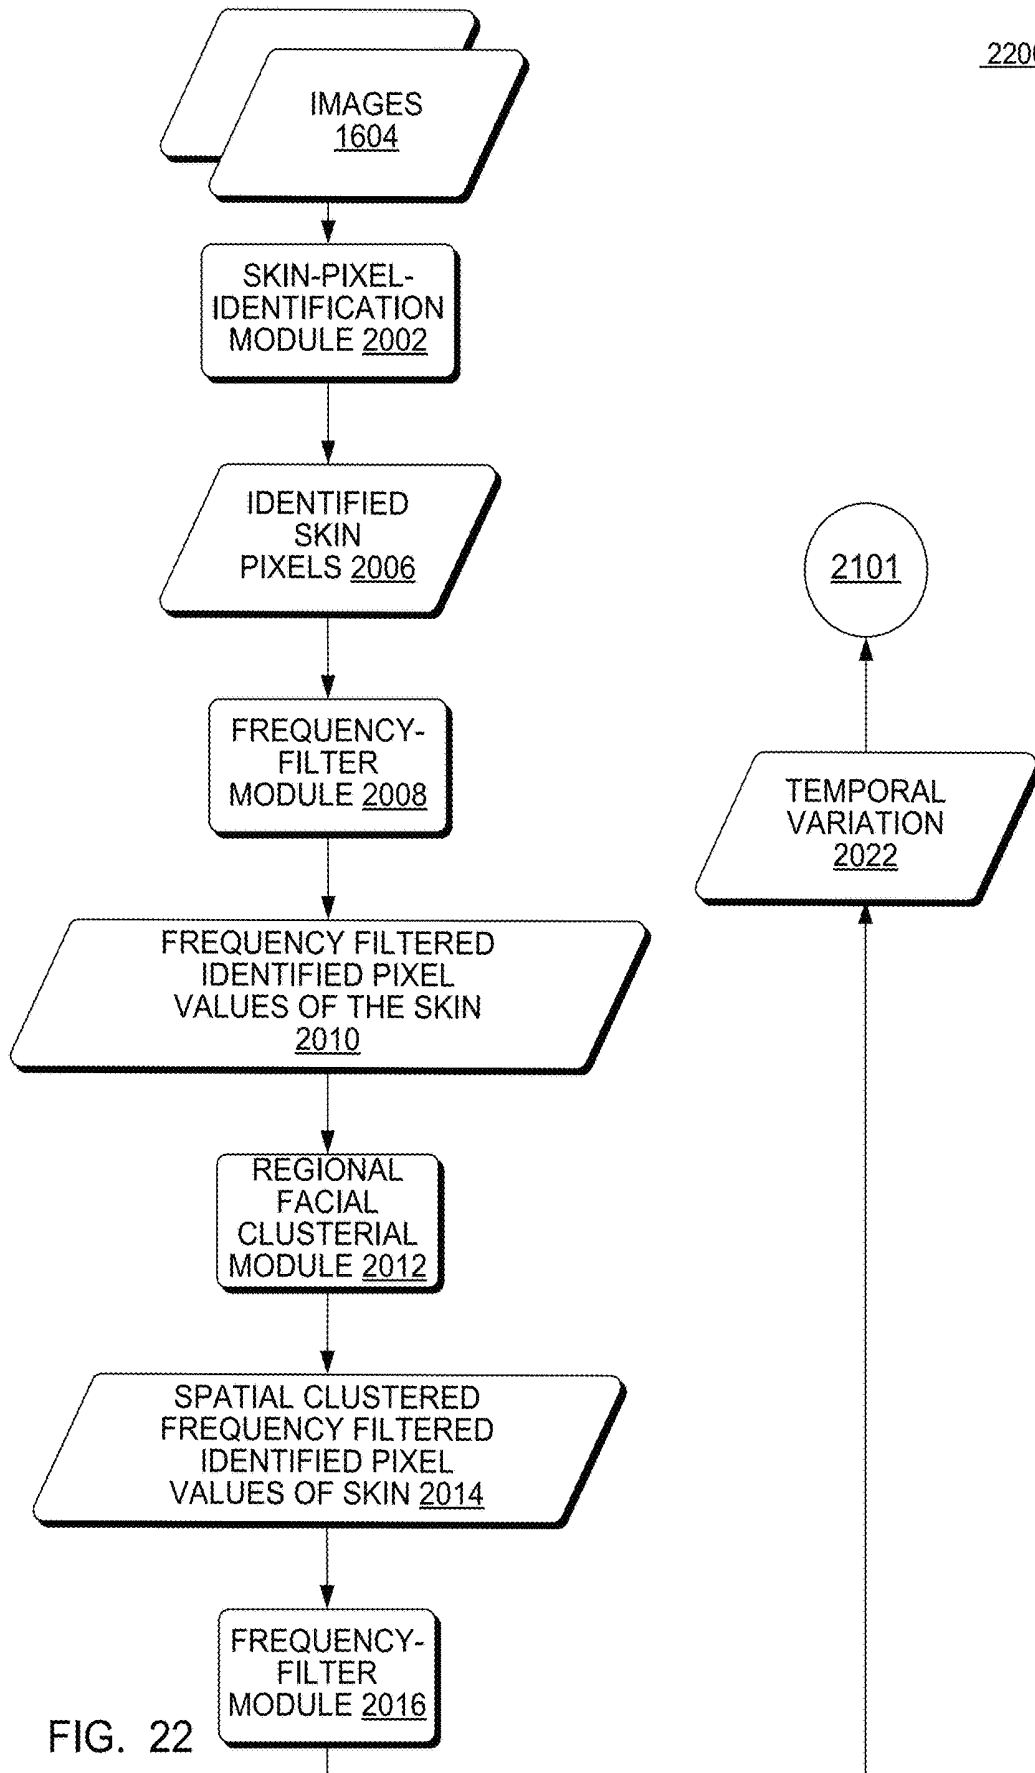 2200
IMAGES
1604
SKIN-PIXEL-
IDENTIFICATION
MODULE 2002
IDENTIFIED
SKIN
PIXELS 2006
FREQUENCY-
FILTER
MODULE 2008
FREQUENCY FILTERED
IDENTIFIED PIXEL
VALUES OF THE SKIN
2010
REGIONAL
FACIAL
CLUSTERIAL
MODULE 2012
SPATIAL CLUSTERED
FREQUENCY FILTERED
IDENTIFIED PIXEL
VALUES OF SKIN 2014
FREQUENCY-
FILTER
MODULE 2016
2101
TEMPORAL
VARIATION
2022
FIG. 22